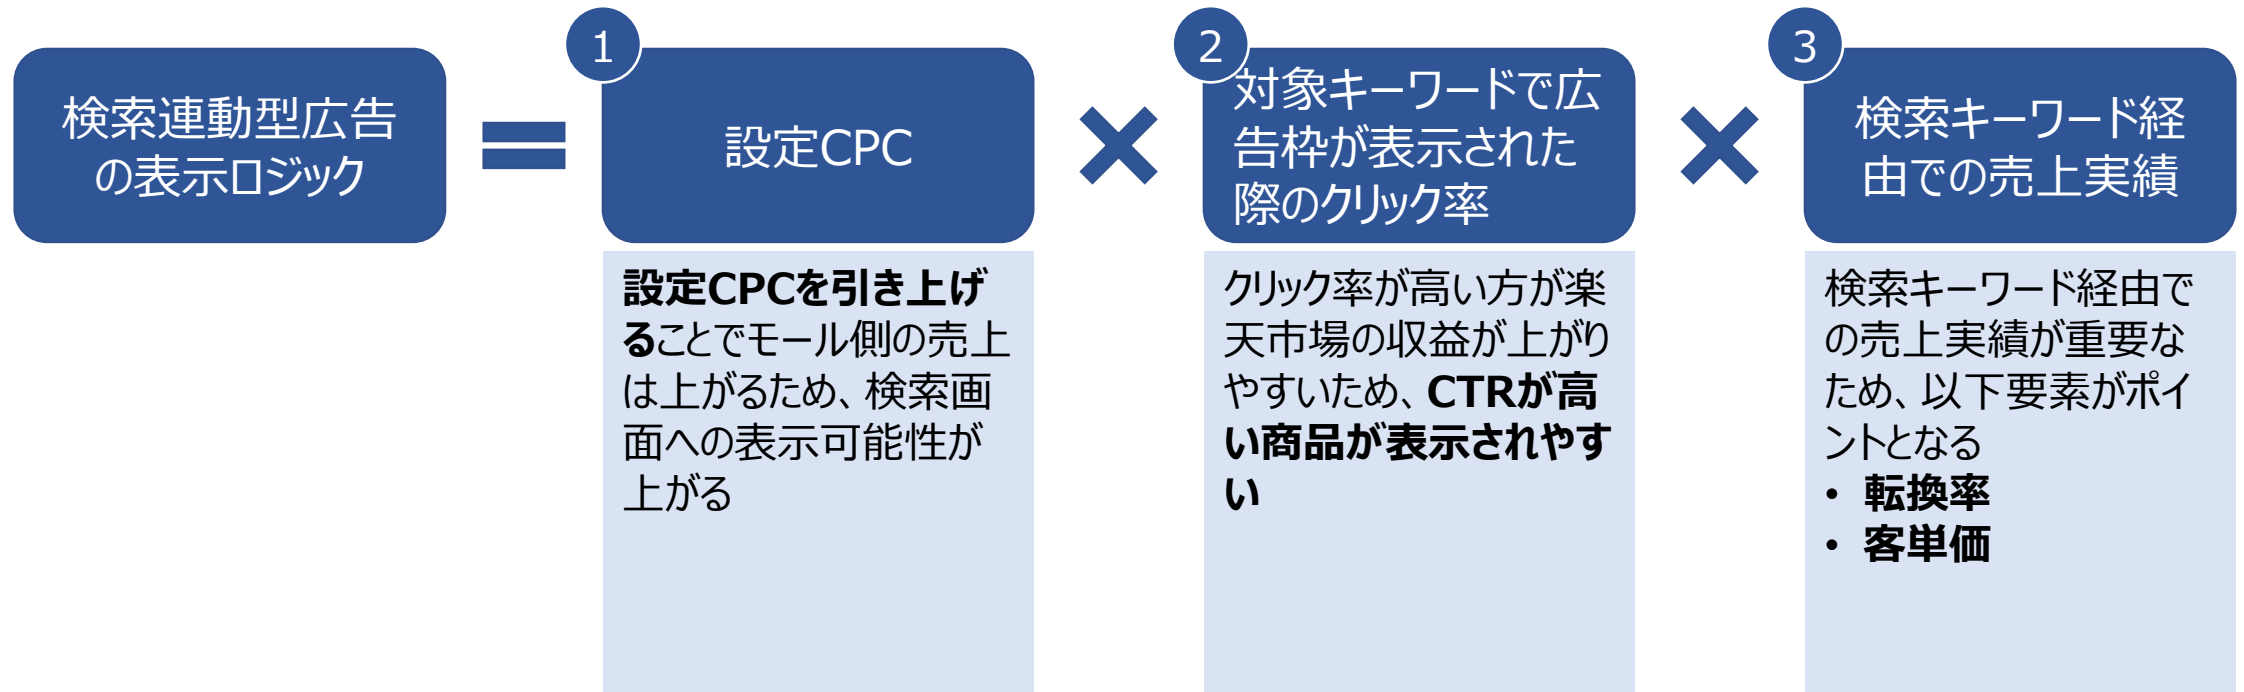 検索連動型広告
の表示ロジック
＝
1
設定CPC
設定CPCを引き上げ
ることでモール側の売上
は上がるため、検索画
面への表示可能性が
上がる
×
2
対象キーワードで広
告枠が表示された
際のクリック率
クリック率が高い方が楽
天市場の収益が上がり
やすいため、CTRが高
い商品が表示されやす
い
×
3
検索キーワード経
由での売上実績
検索キーワード経由で
の売上実績が重要な
ため、以下要素がポイ
ントとなる
• 転換率
• 客単価